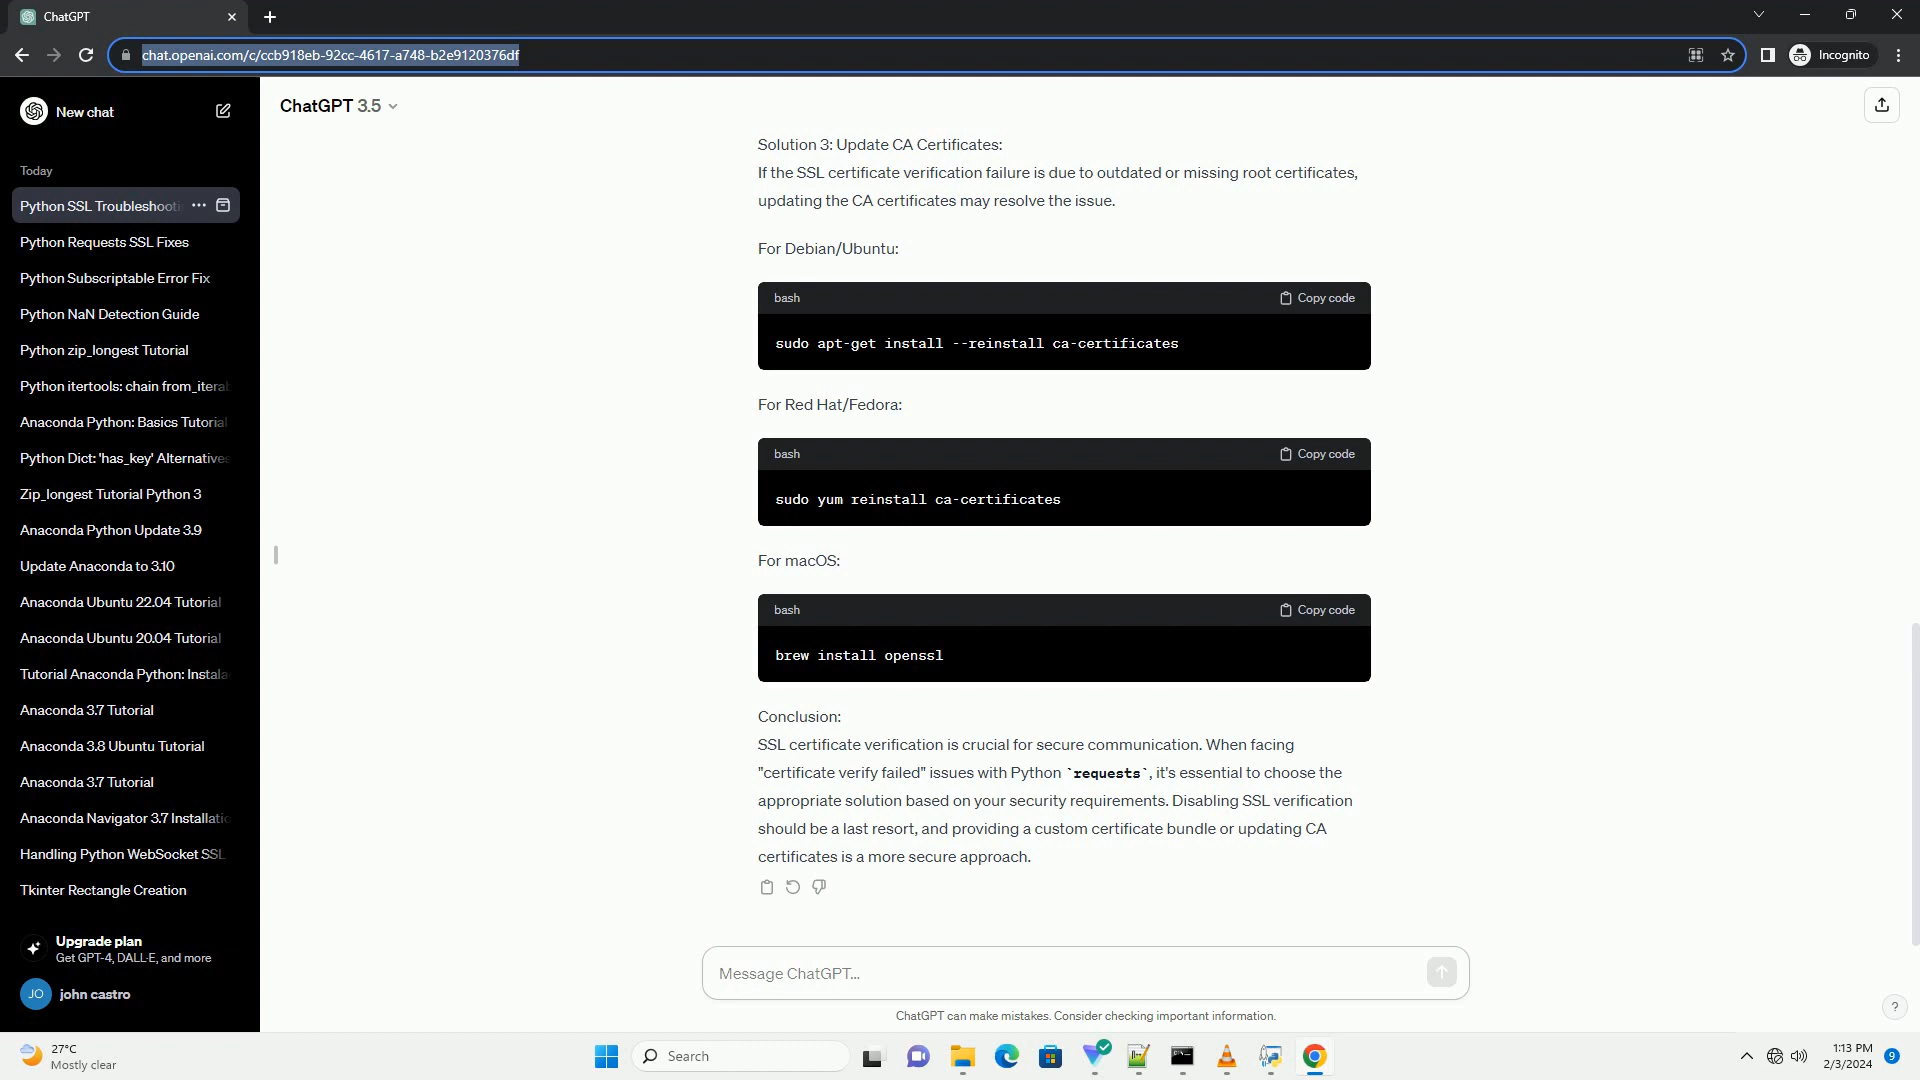 ChatGPT
chat.openai.com/c/ccb918eb-92cc-4617-a748-b2e9120376df
Incognito
New chat
Today
Python SSL Troubleshooti
Python Requests SSL Fixes
Python Subscriptable Error Fix
Python NaN Detection Guide
Python zip_longest Tutorial
Python itertools: chain from_itera
Anaconda Python: Basics Tutorial
Python Dict: 'has_key' Alternatives
Zip_longest Tutorial Python 3
Anaconda Python Update 3.9
Update Anaconda to 3.10
Anaconda Ubuntu 22.04 Tutorial
Anaconda Ubuntu 20.04 Tutorial
Tutorial Anaconda Python: Instala
Anaconda 3.7 Tutorial
Anaconda 3.8 Ubuntu Tutorial
Anaconda 3.7 Tutorial
Anaconda Navigator 3.7 Installatio
Handling Python WebSocket SSL
Tkinter Rectangle Creation
Upgrade plan
Get GPT-4, DALL·E, and more
JO john castro
ChatGPT 3.5
Solution 3: Update CA Certificates:
If the SSL certificate verification failure is due to outdated or missing root certificates,
updating the CA certificates may resolve the issue.
For Debian/Ubuntu:
bash Copy code
sudo apt-get install --reinstall ca-certificates
For Red Hat/Fedora:
bash Copy code
sudo yum reinstall ca-certificates
For macOS:
bash Copy code
brew install openssl
Conclusion:
SSL certificate verification is crucial for secure communication. When facing
"certificate verify failed" issues with Python `requests`, it's essential to choose the
appropriate solution based on your security requirements. Disabling SSL verification
should be a last resort, and providing a custom certificate bundle or updating CA
certificates is a more secure approach.
Message ChatGPT...
ChatGPT can make mistakes. Consider checking important information.
?
27°C
Mostly clear
Search
1:13 PM
2/3/2024
9